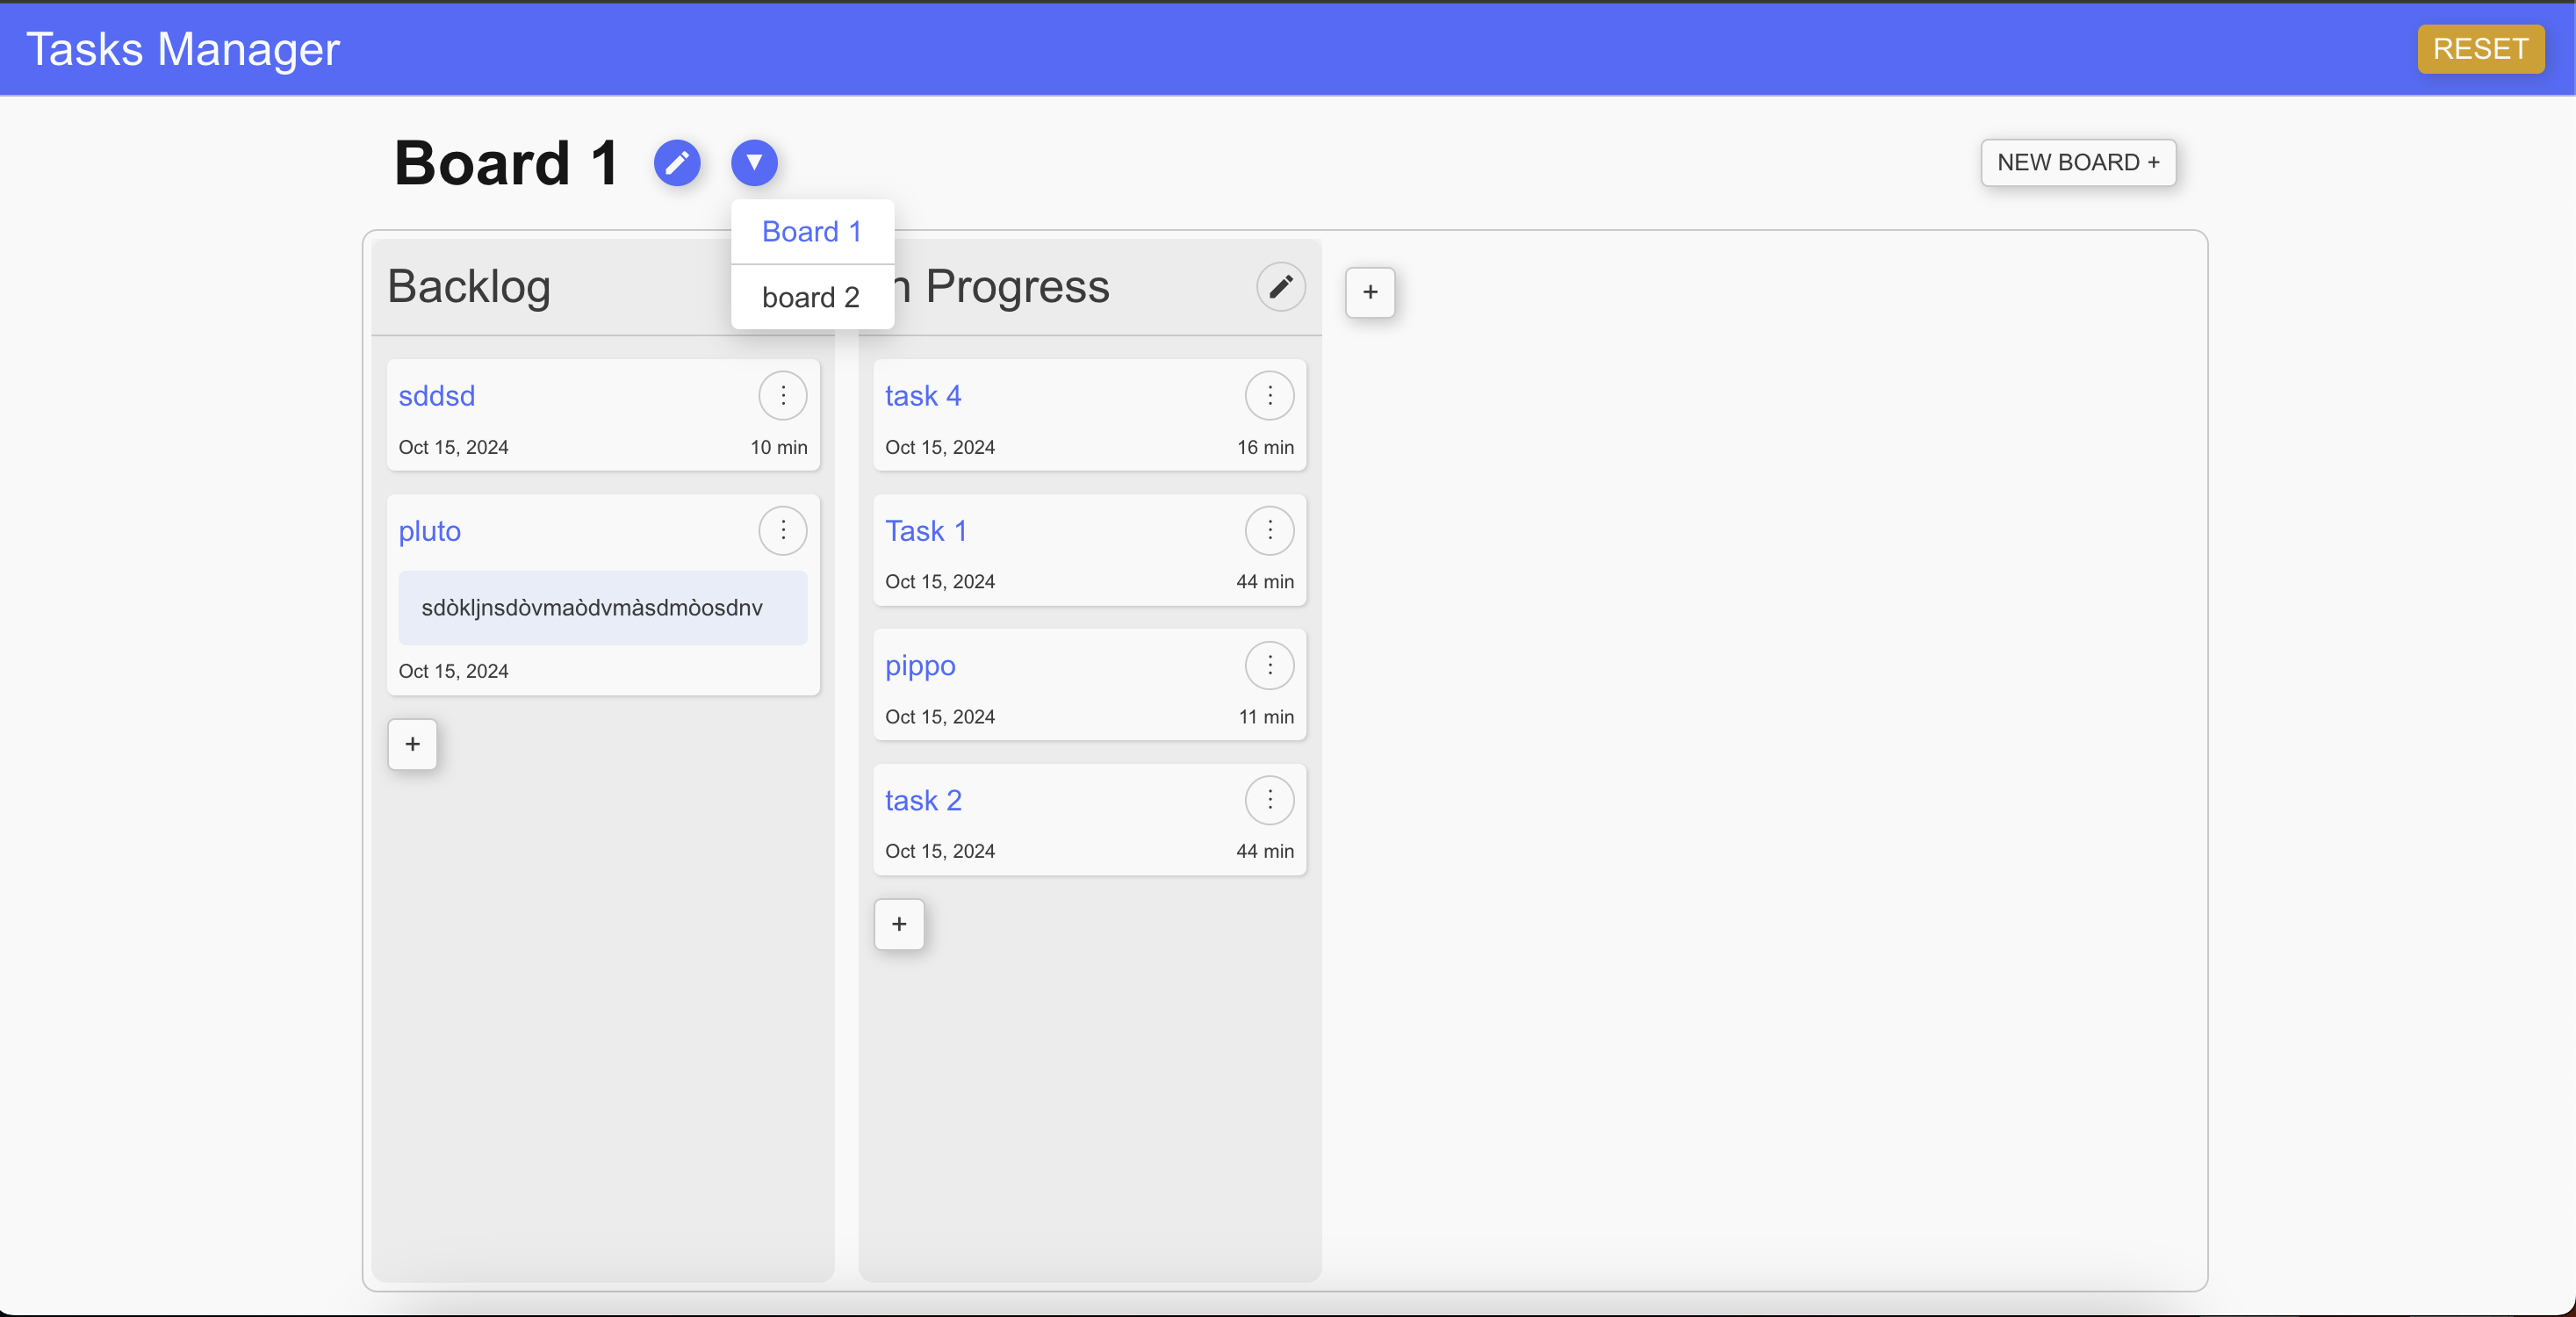 Tasks Manager
RESET
Board 1
▼
NEW BOARD +
Board 1
board 2
Backlog
sddsd
⋮
Oct 15, 2024 10 min
pluto
⋮
sdòkljnsdòvmaòdvmàsdmòosdnv
Oct 15, 2024
+
n Progress
task 4
⋮
Oct 15, 2024 16 min
Task 1
⋮
Oct 15, 2024 44 min
pippo
⋮
Oct 15, 2024 11 min
task 2
⋮
Oct 15, 2024 44 min
+
+